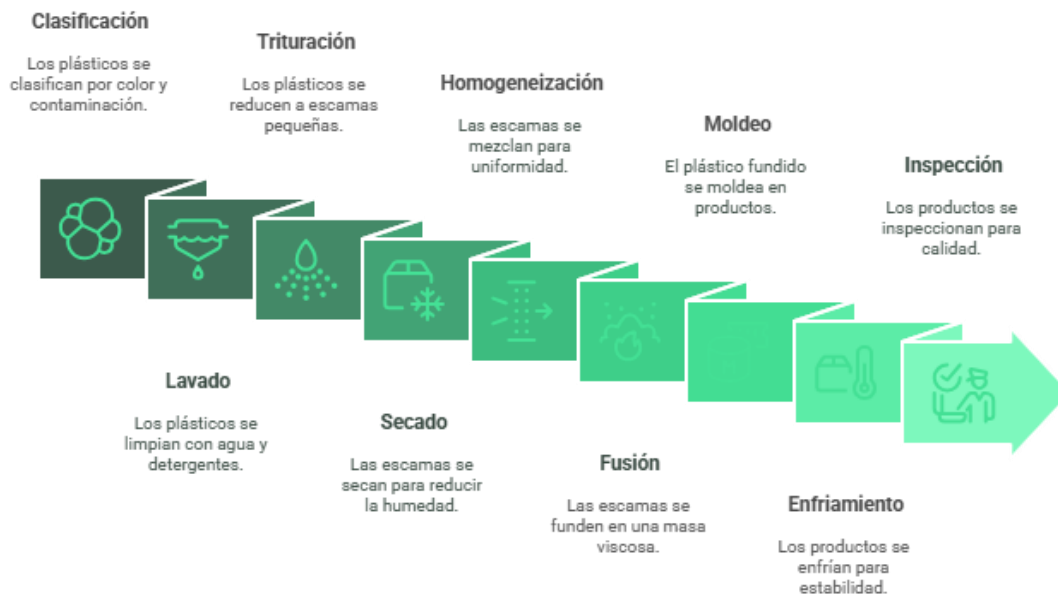 Clasificación
Los plásticos se
clasifican por color y
contaminación.
Trituración
Los plásticos se
reducen a escamas
pequeñas.
Homogeneización
Las escamas se
mezclan para
uniformidad.
Moldeo
El plástico fundido
se moldea en
productos.
Inspección
Los productos se
inspeccionan para
calidad.
Lavado
Los plásticos se
limpian con agua y
detergentes.
Secado
Las escamas se
secan para reducir
la humedad.
Fusión
Las escamas se
funden en una masa
viscosa.
Enfriamiento
Los productos se
enfrían para
estabilidad.